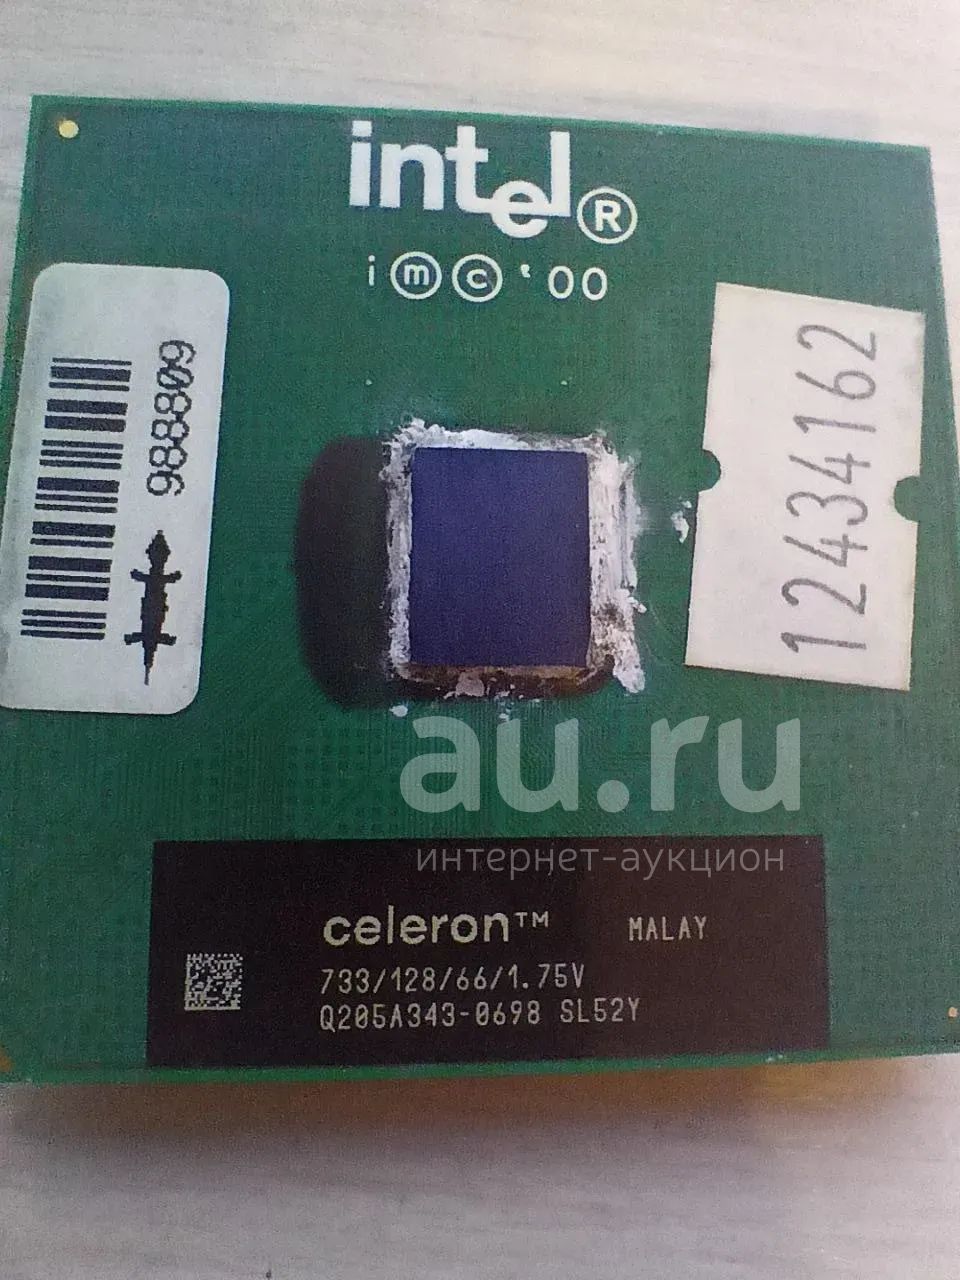 intel®
i ⓜ ⓒ '00
988809
12434162
au.ru
интернет-аукцион
celeron™ MALAY
733/128/66/1.75V
Q205A343-0698 SL52Y